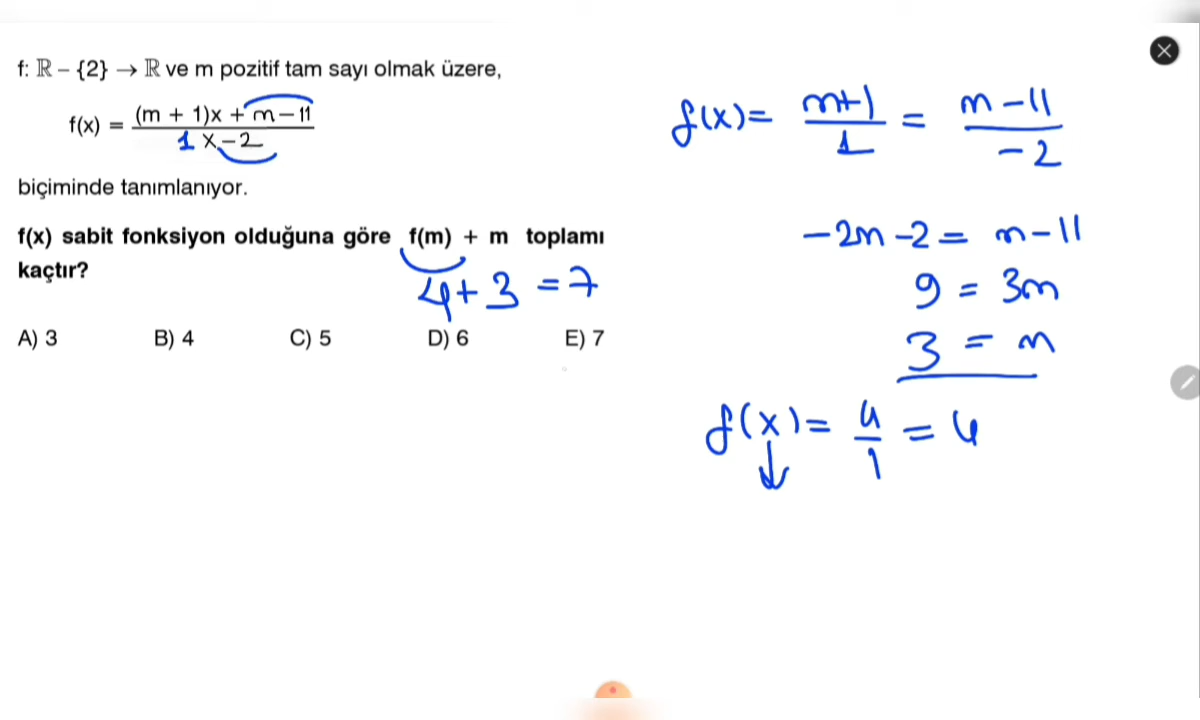 f: ℝ – {2} → ℝ ve m pozitif tam sayı olmak üzere,
f(x) = (m + 1)x + m – 11 / 1 x – 2
biçiminde tanımlanıyor.
f(x) sabit fonksiyon olduğuna göre f(m) + m toplamı
kaçtır?
4 + 3 = 7
A) 3 B) 4 C) 5 D) 6 E) 7
f(x) = m+1 / 1 = m – 11 / – 2
– 2m – 2 = m – 11
9 = 3m
3 = m
f(x) = 4 / 1 = 4